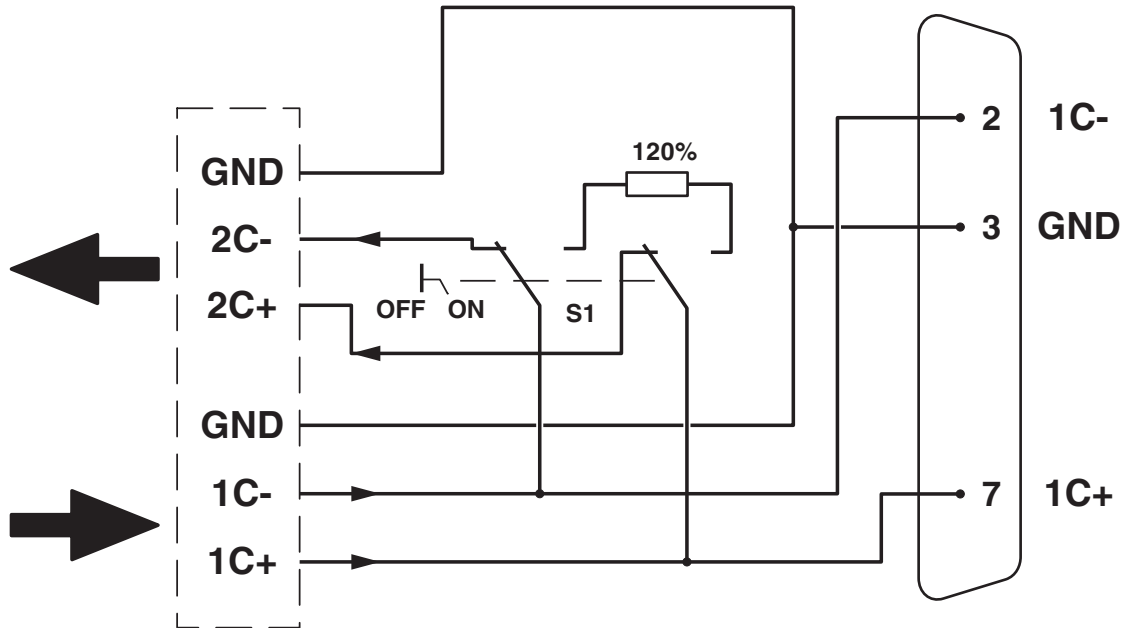 2 1C-
120%
GND
2C-
3 GND
2C+
OFF ON
S1
GND
1C-
7 1C+
1C+